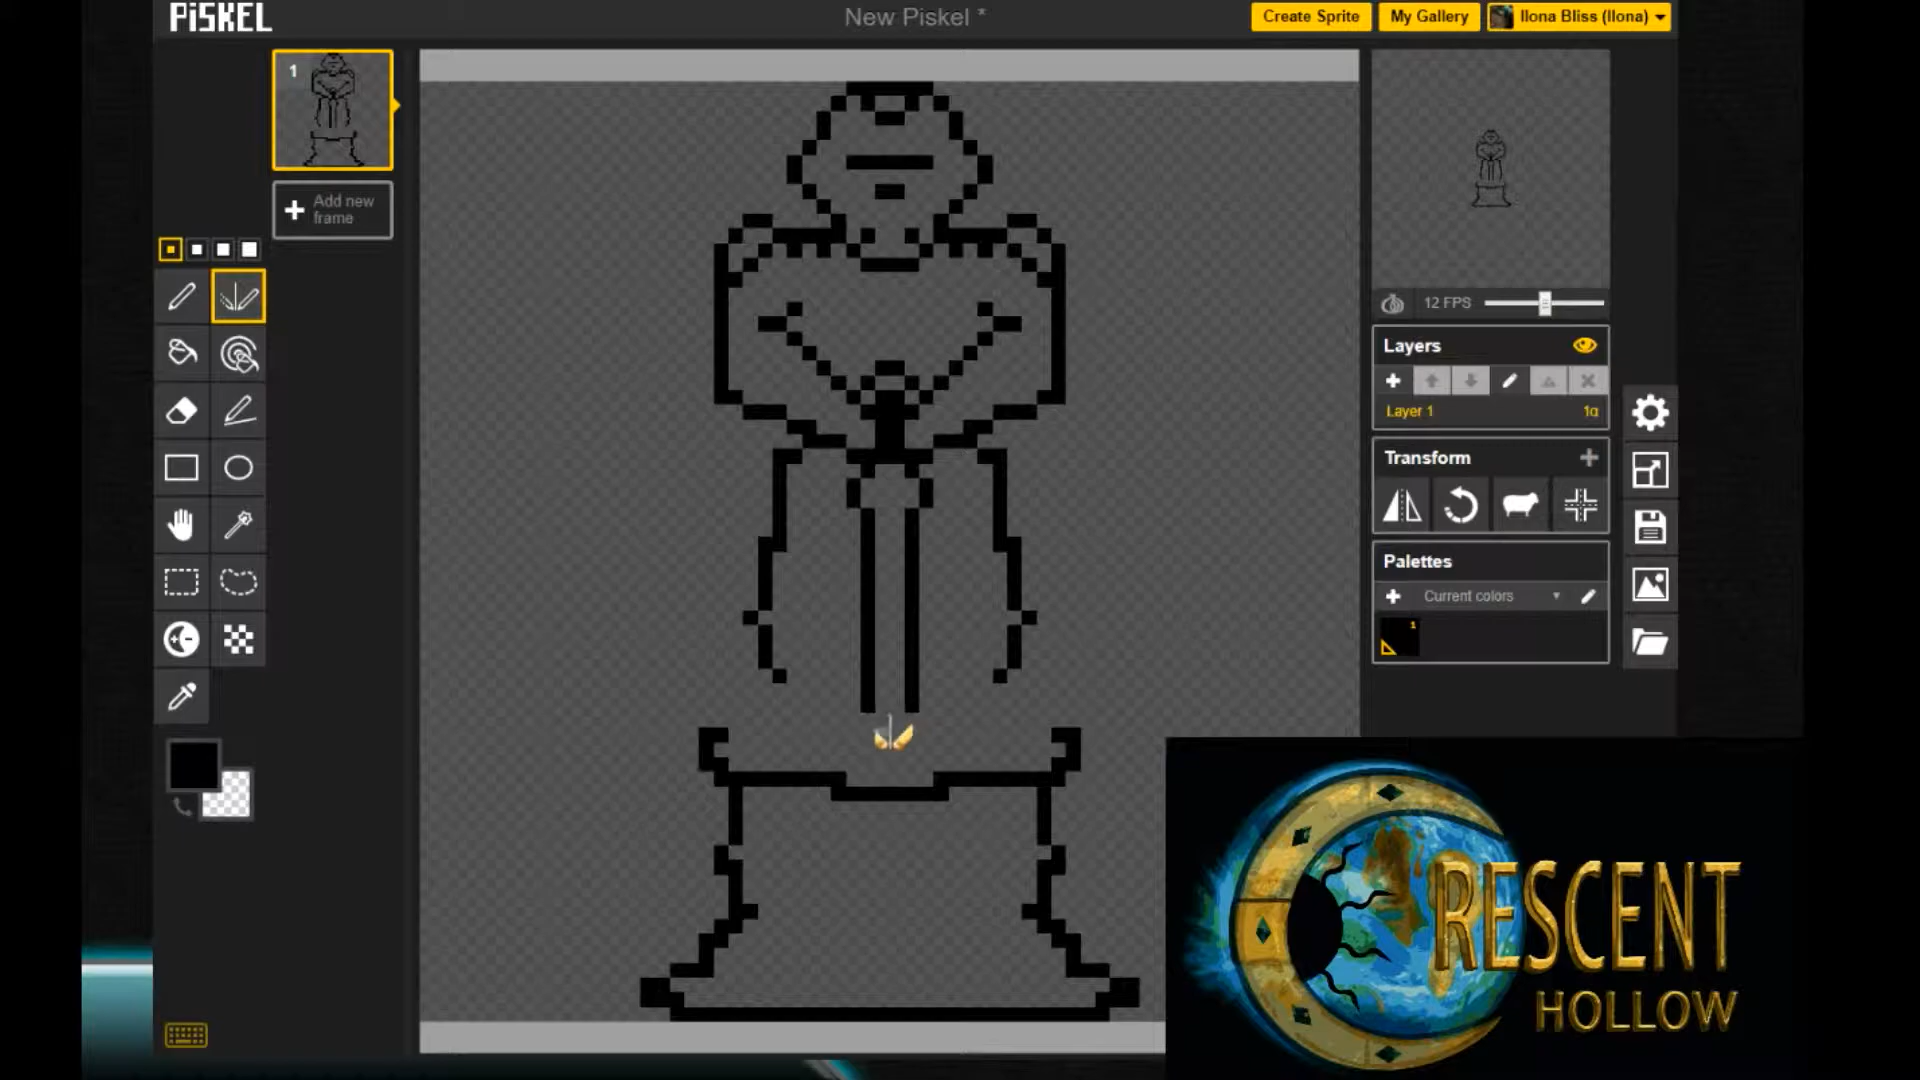 PiSKEL
New Piskel *
Create Sprite
My Gallery
Ilona Bliss (Ilona)
1
Add new
frame
12 FPS
Layers
Layer 1
1α
Transform
Palettes
Current colors
1
CRESCENT
HOLLOW